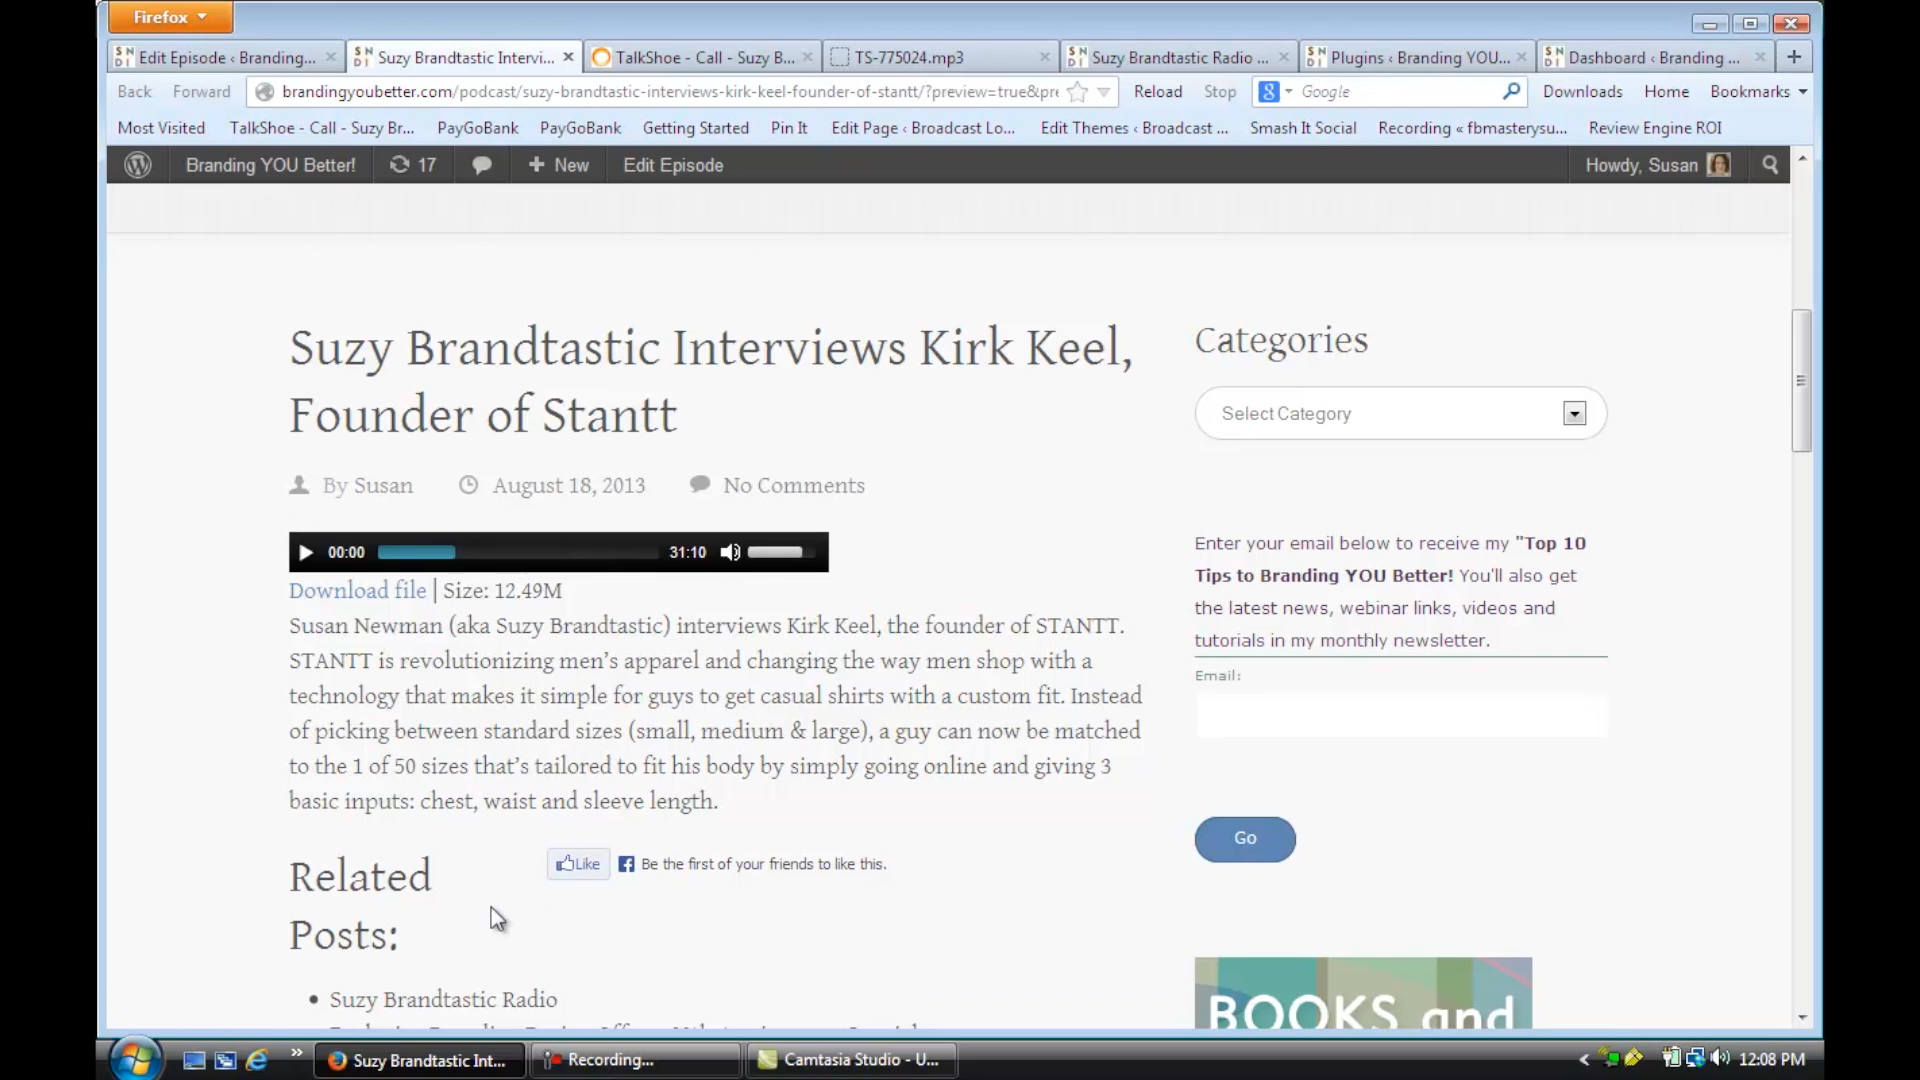 Firefox
Edit Episode ‹ Branding...
Suzy Brandtastic Intervi...
TalkShoe - Call - Suzy B...
TS-775024.mp3
Suzy Brandtastic Radio ...
Plugins ‹ Branding YOU...
Dashboard ‹ Branding ...
Back Forward brandingyoubetter.com/podcast/suzy-brandtastic-interviews-kirk-keel-founder-of-stantt/?preview=true&pre Reload Stop Google Downloads Home Bookmarks
Most Visited TalkShoe - Call - Suzy Br... PayGoBank PayGoBank Getting Started Pin It Edit Page ‹ Broadcast Lo... Edit Themes ‹ Broadcast ... Smash It Social Recording « fbmasterysu... Review Engine ROI
Branding YOU Better! 17 + New Edit Episode Howdy, Susan
Suzy Brandtastic Interviews Kirk Keel,
Founder of Stantt
By Susan August 18, 2013 No Comments
00:00 31:10
Download file | Size: 12.49M
Susan Newman (aka Suzy Brandtastic) interviews Kirk Keel, the founder of STANTT.
STANTT is revolutionizing men's apparel and changing the way men shop with a
technology that makes it simple for guys to get casual shirts with a custom fit. Instead
of picking between standard sizes (small, medium & large), a guy can now be matched
to the 1 of 50 sizes that's tailored to fit his body by simply going online and giving 3
basic inputs: chest, waist and sleeve length.
Related
Posts:
Like Be the first of your friends to like this.
• Suzy Brandtastic Radio
Categories
Select Category
Enter your email below to receive my "Top 10
Tips to Branding YOU Better! You'll also get
the latest news, webinar links, videos and
tutorials in my monthly newsletter.
Email:
Go
BOOKS and
Suzy Brandtastic Int... Recording... Camtasia Studio - U... 12:08 PM